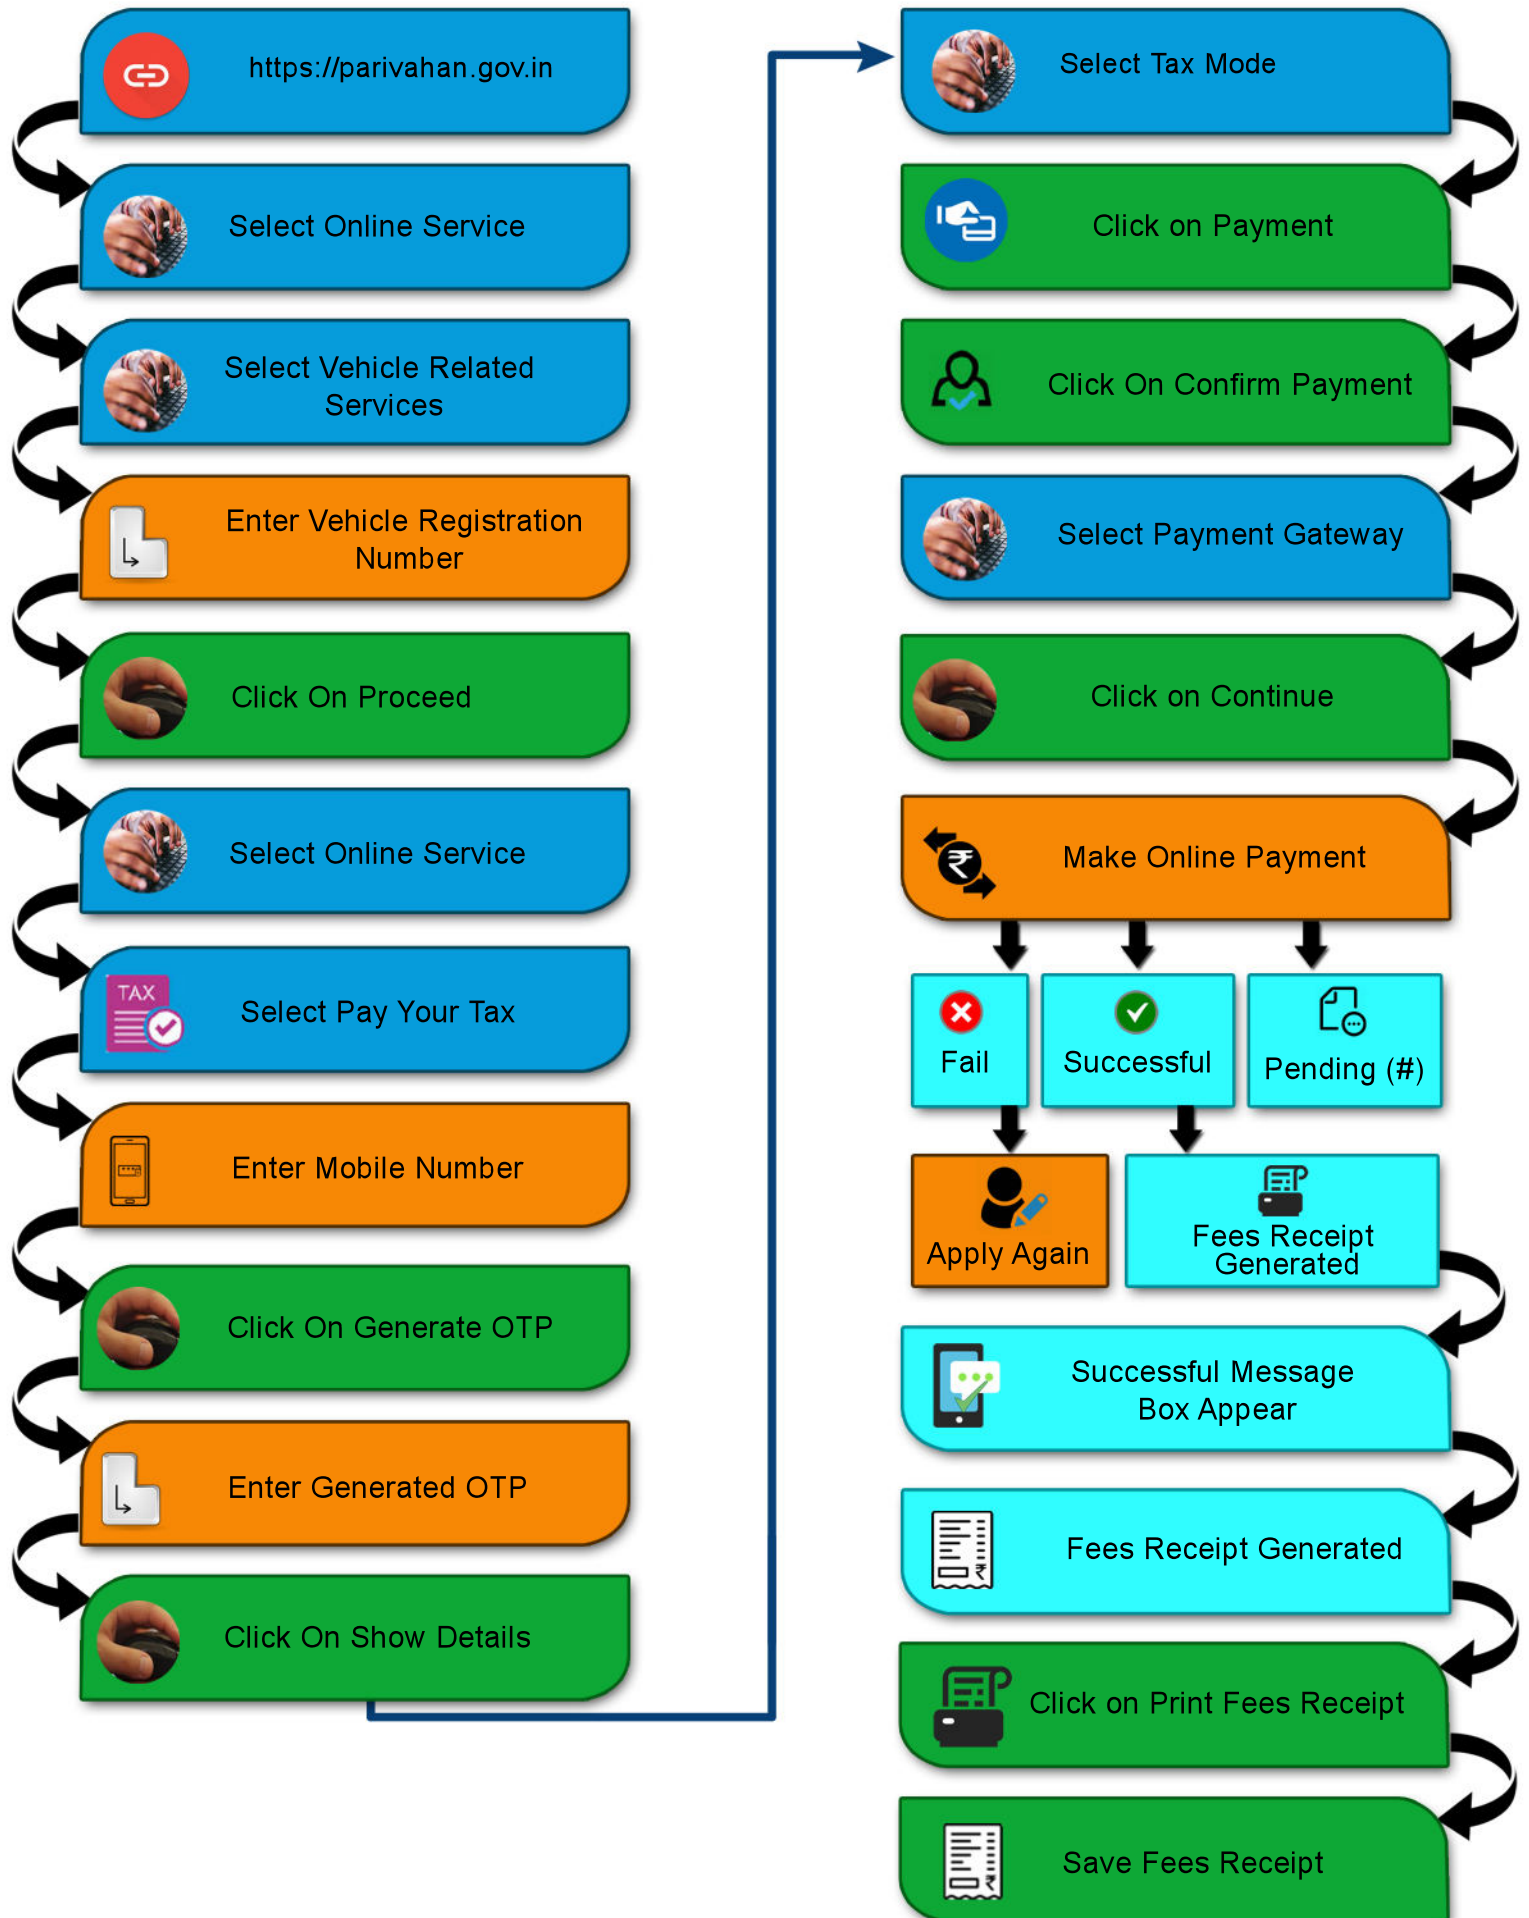 https://parivahan.gov.in
Select Online Service
Select Vehicle Related
Services
Enter Vehicle Registration
Number
Click On Proceed
Select Online Service
TAX
Select Pay Your Tax
Enter Mobile Number
Click On Generate OTP
Enter Generated OTP
Click On Show Details
Select Tax Mode
Click on Payment
Click On Confirm Payment
Select Payment Gateway
Click on Continue
₹
Make Online Payment
Fail
Successful
Pending (#)
Apply Again
Fees Receipt
Generated
Successful Message
Box Appear
₹
Fees Receipt Generated
Click on Print Fees Receipt
₹
Save Fees Receipt